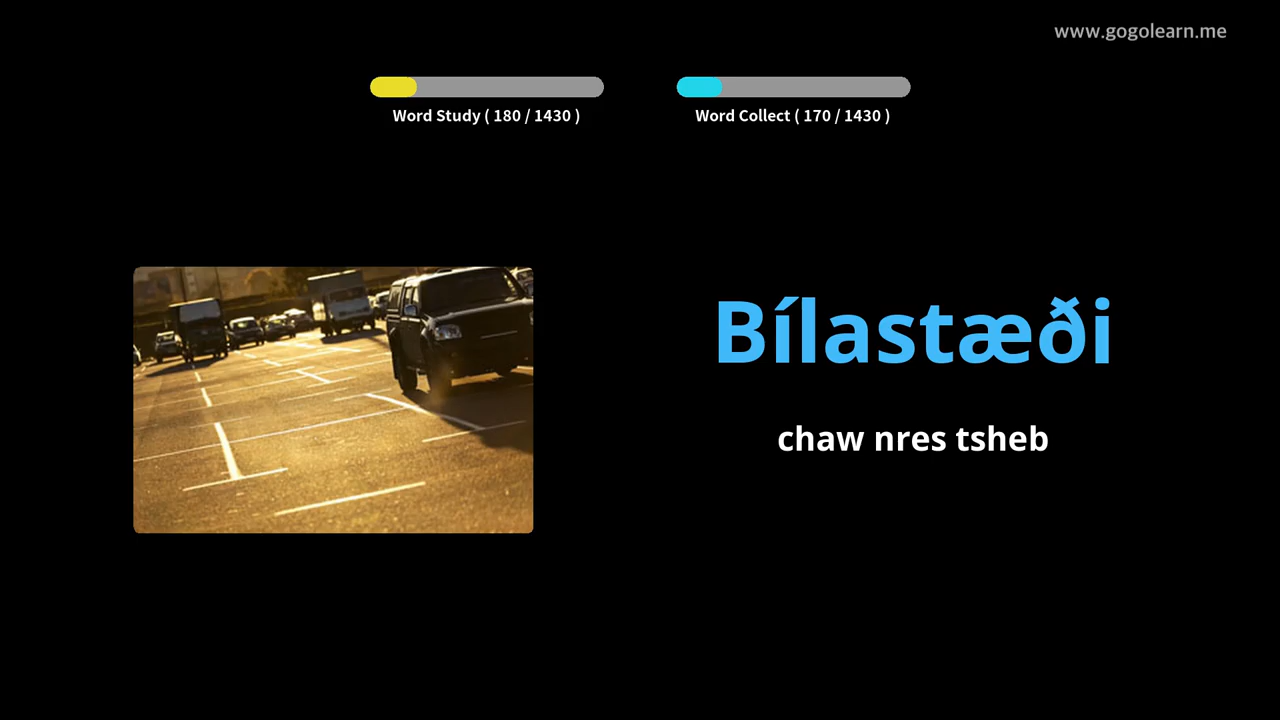 www.gogolearn.me
Word Study ( 180 / 1430 )
Word Collect ( 170 / 1430 )
Bílastæði
chaw nres tsheb